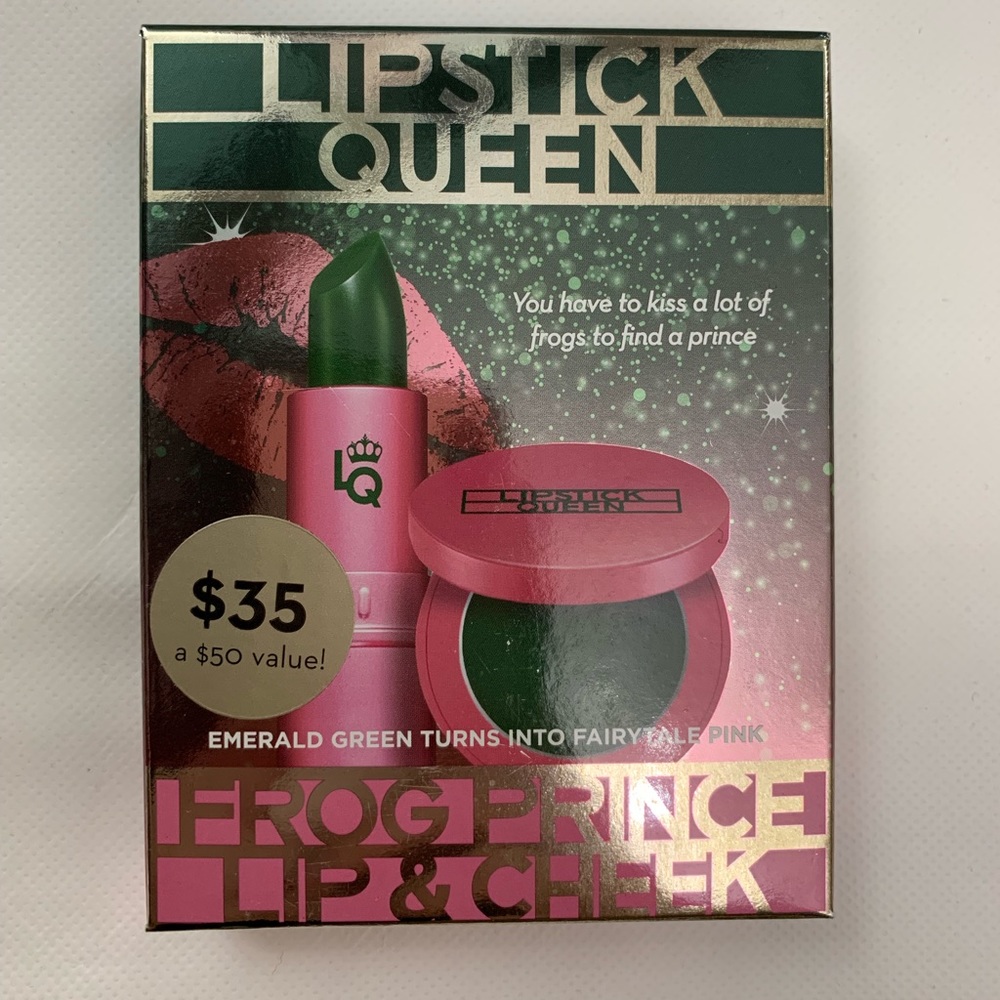 LIPSTICK
QUEEN
You have to kiss a lot of
frogs to find a prince
LQ
LIPSTICK
QUEEN
$35
a $50 value!
EMERALD GREEN TURNS INTO FAIRYTALE PINK
FROG PRINCE
LIP & CHEEK